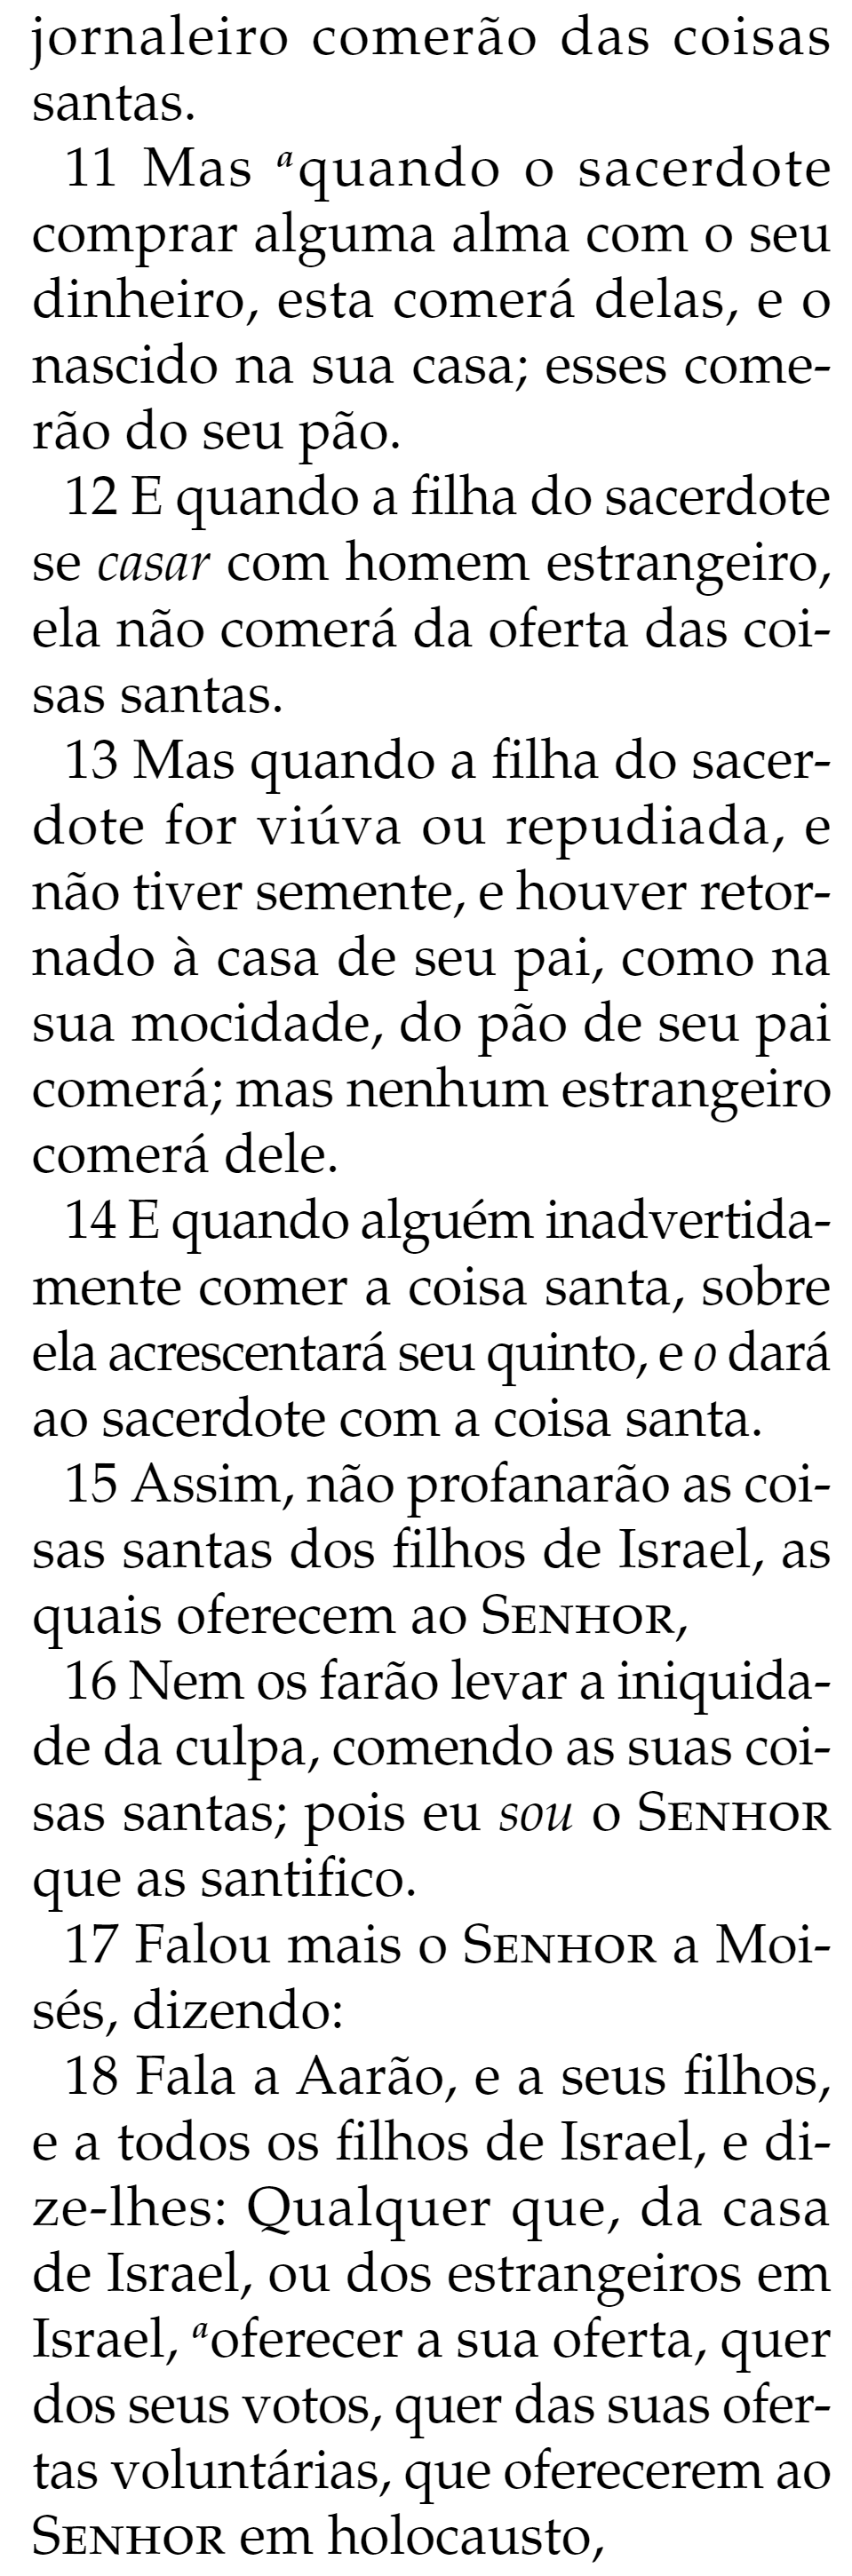 jornaleiro comerão das coisas
santas.
11 Mas ᵃquando o sacerdote
comprar alguma alma com o seu
dinheiro, esta comerá delas, e o
nascido na sua casa; esses come-
rão do seu pão.
12 E quando a filha do sacerdote
se casar com homem estrangeiro,
ela não comerá da oferta das coi-
sas santas.
13 Mas quando a filha do sacer-
dote for viúva ou repudiada, e
não tiver semente, e houver retor-
nado à casa de seu pai, como na
sua mocidade, do pão de seu pai
comerá; mas nenhum estrangeiro
comerá dele.
14 E quando alguém inadvertida-
mente comer a coisa santa, sobre
ela acrescentará seu quinto, e o dará
ao sacerdote com a coisa santa.
15 Assim, não profanarão as coi-
sas santas dos filhos de Israel, as
quais oferecem ao SENHOR,
16 Nem os farão levar a iniquida-
de da culpa, comendo as suas coi-
sas santas; pois eu sou o SENHOR
que as santifico.
17 Falou mais o SENHOR a Moi-
sés, dizendo:
18 Fala a Aarão, e a seus filhos,
e a todos os filhos de Israel, e di-
ze-lhes: Qualquer que, da casa
de Israel, ou dos estrangeiros em
Israel, ᵃoferecer a sua oferta, quer
dos seus votos, quer das suas ofer-
tas voluntárias, que oferecerem ao
SENHOR em holocausto,